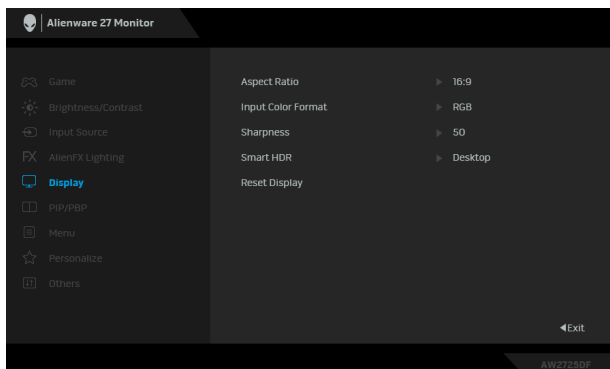 Alienware 27 Monitor
Game
Brightness/Contrast
Input Source
FX AlienFX Lighting
Display
PIP/PBP
Menu
Personalize
Others
Aspect Ratio 16:9
Input Color Format RGB
Sharpness 50
Smart HDR Desktop
Reset Display
Exit
AW2725DF